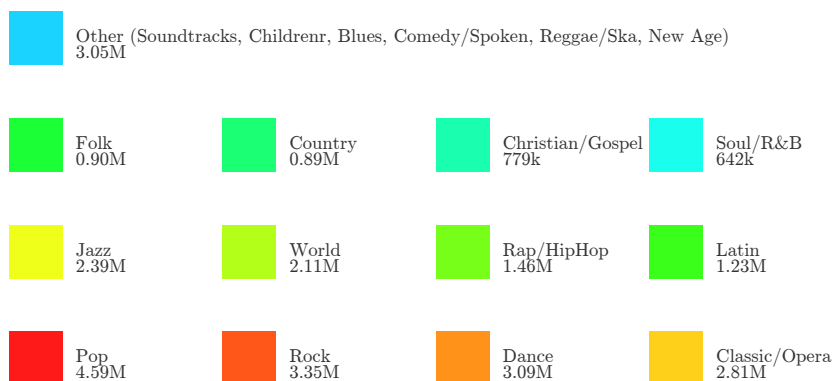 Other (Soundtracks, Childrenr, Blues, Comedy/Spoken, Reggae/Ska, New Age)
3.05M
Folk
0.90M
Country
0.89M
Christian/Gospel
779k
Soul/R&B
642k
Jazz
2.39M
World
2.11M
Rap/HipHop
1.46M
Latin
1.23M
Pop
4.59M
Rock
3.35M
Dance
3.09M
Classic/Opera
2.81M